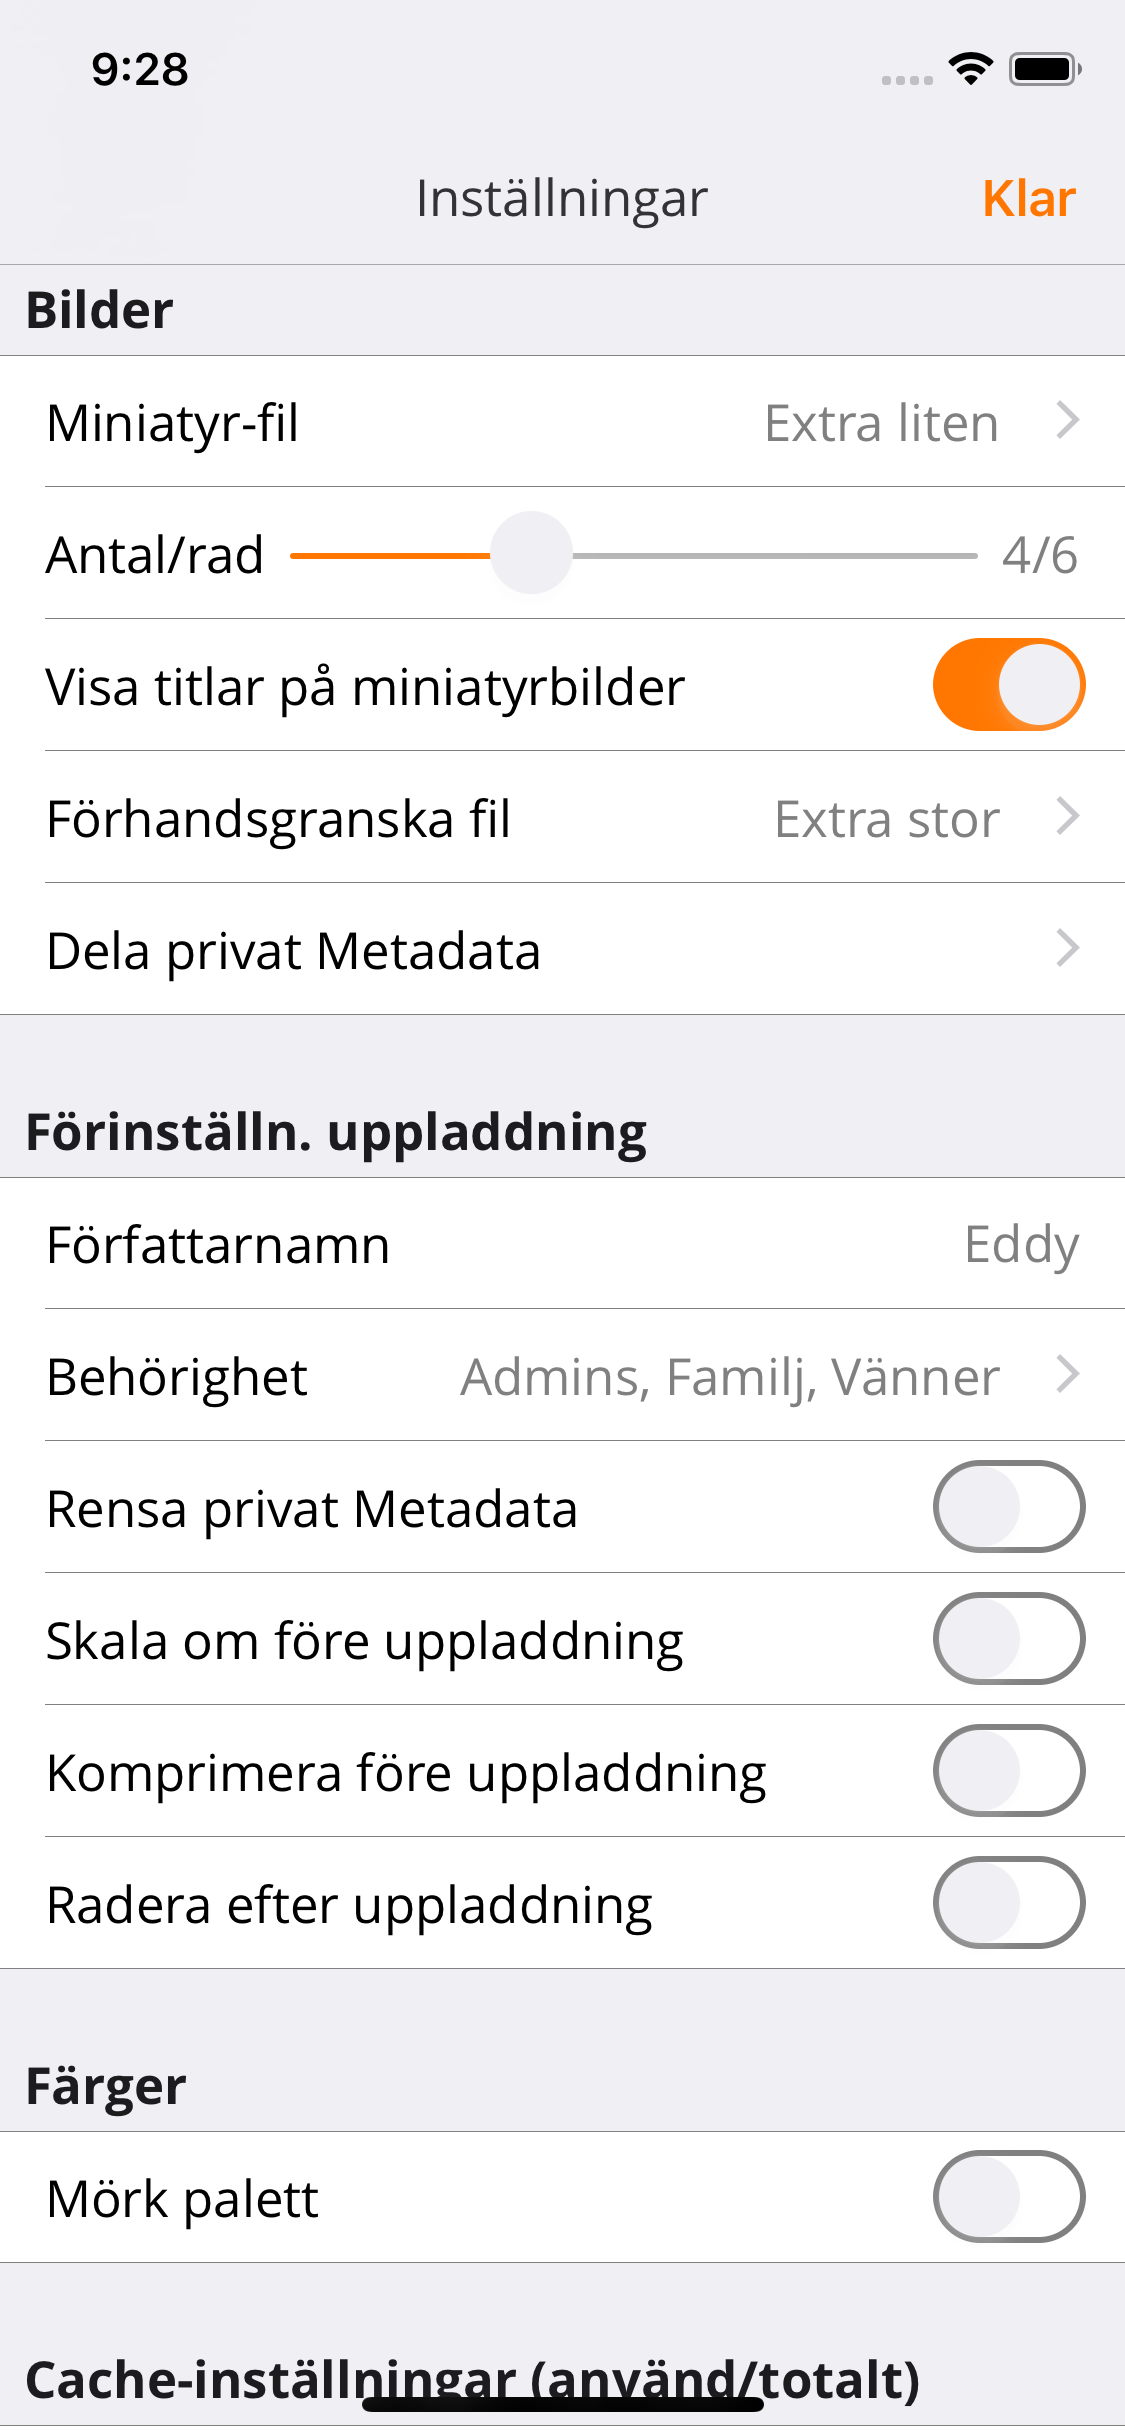 9:28
Inställningar
Klar
Bilder
Miniatyr-fil
Extra liten
Antal/rad
4/6
Visa titlar på miniatyrbilder
Förhandsgranska fil
Extra stor
Dela privat Metadata
Förinställn. uppladdning
Författarnamn
Eddy
Behörighet
Admins, Familj, Vänner
Rensa privat Metadata
Skala om före uppladdning
Komprimera före uppladdning
Radera efter uppladdning
Färger
Mörk palett
Cache-inställningar (använd/totalt)